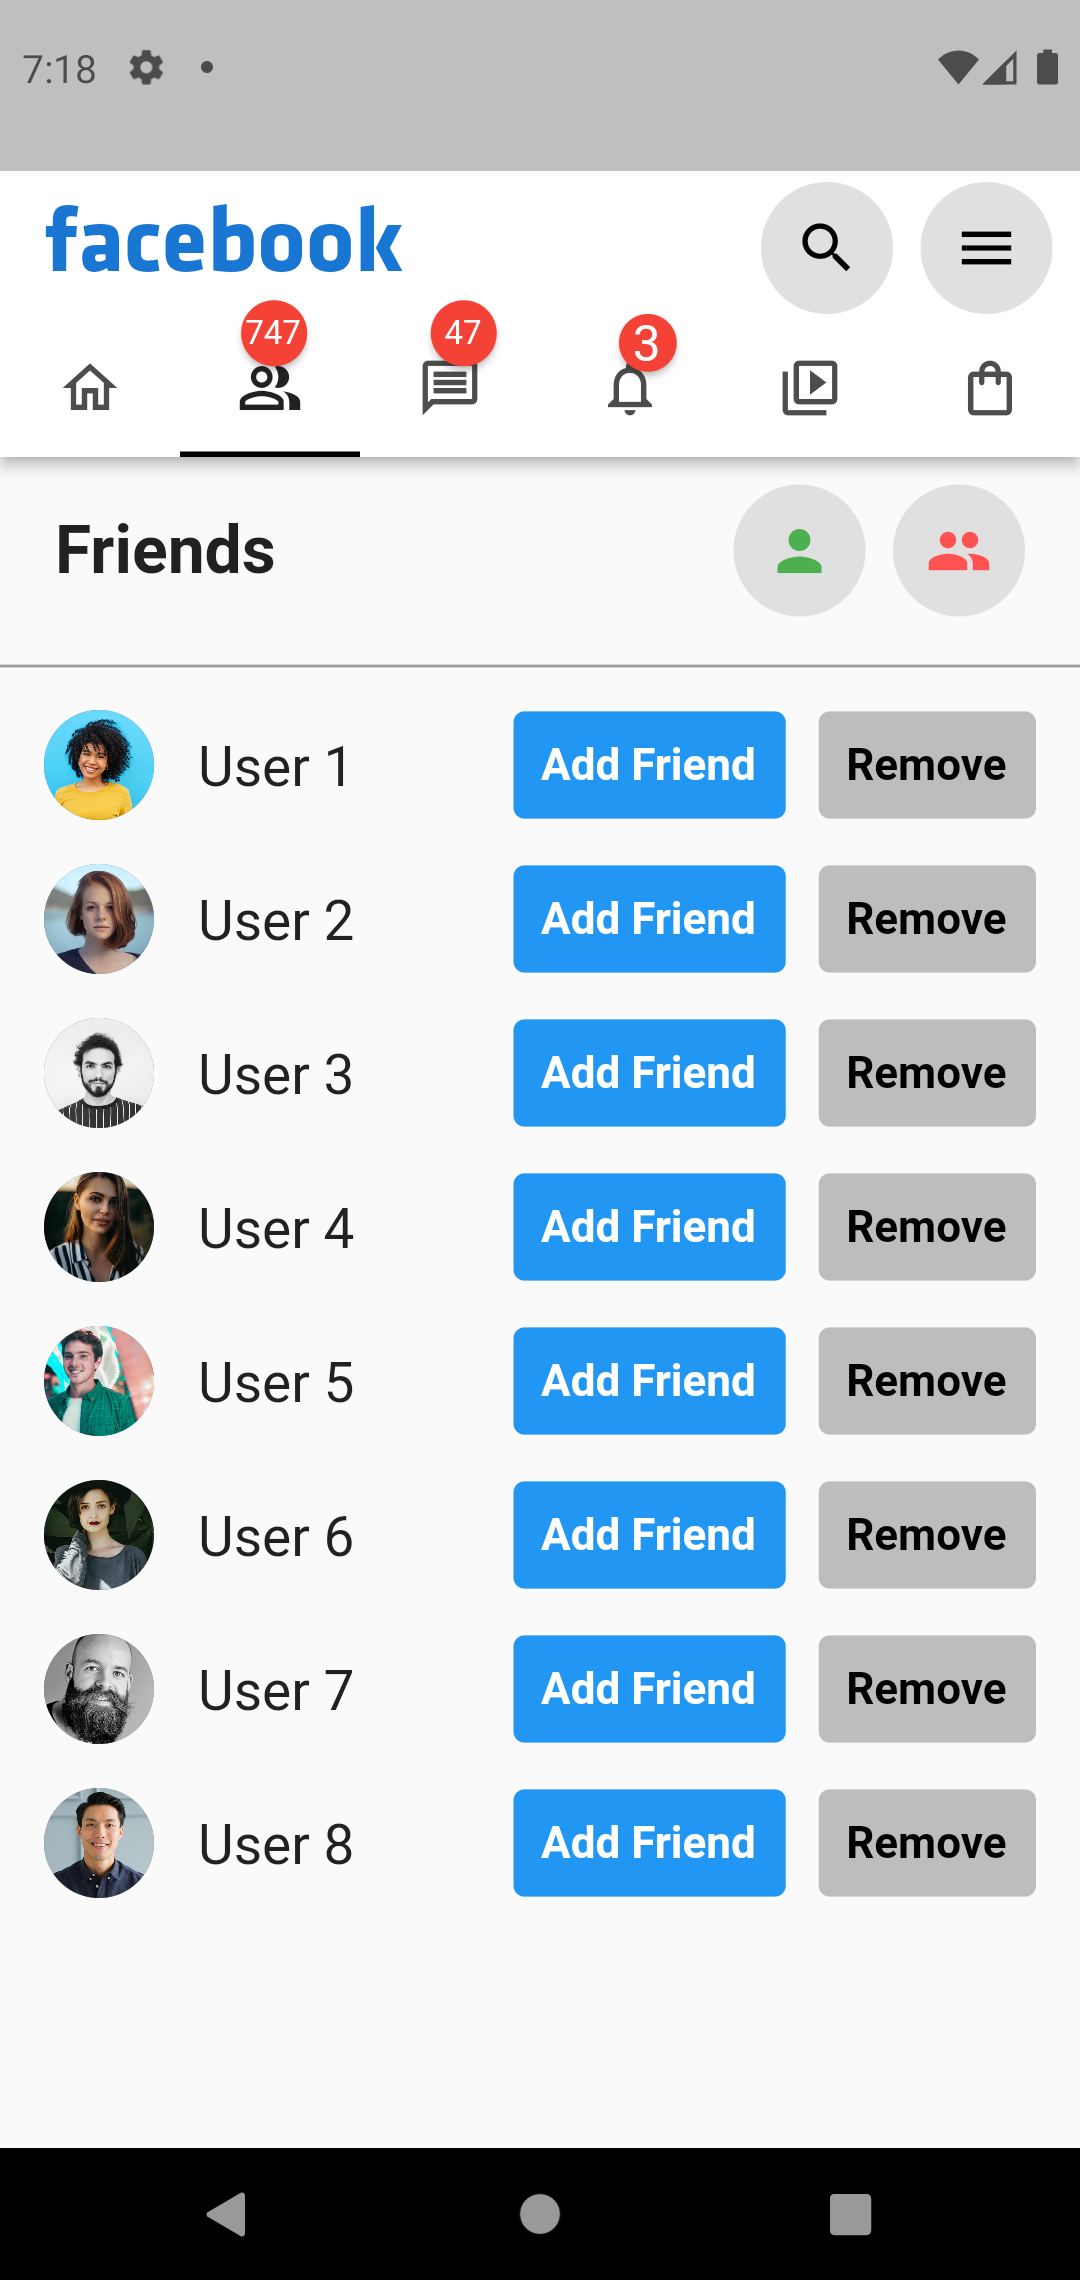 7:18
facebook
747
47
3
Friends
User 1 Add Friend Remove
User 2 Add Friend Remove
User 3 Add Friend Remove
User 4 Add Friend Remove
User 5 Add Friend Remove
User 6 Add Friend Remove
User 7 Add Friend Remove
User 8 Add Friend Remove